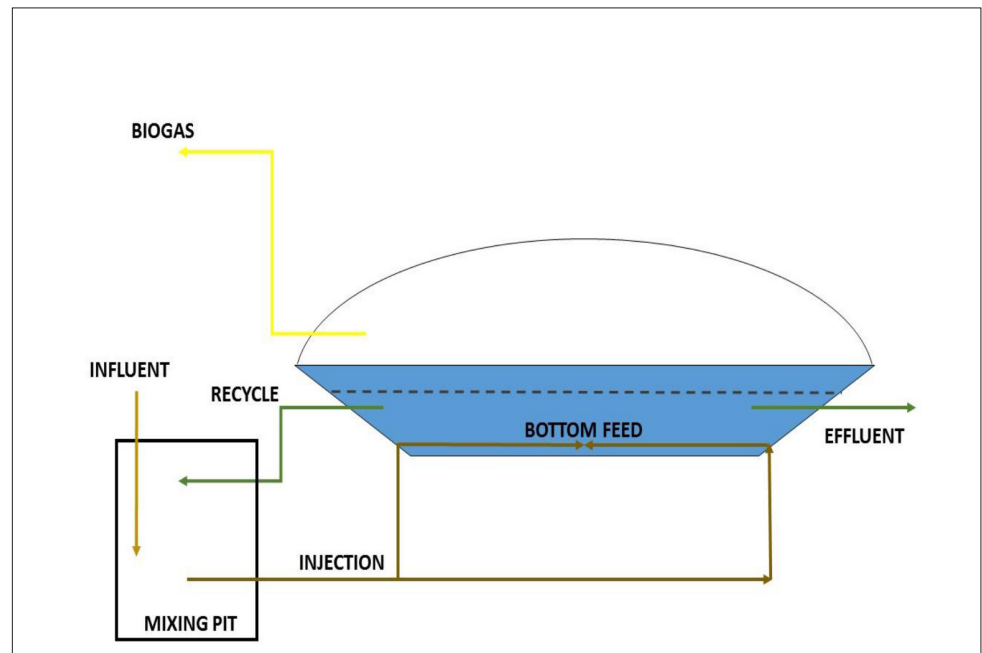 BIOGAS
INFLUENT
RECYCLE
BOTTOM FEED
EFFLUENT
INJECTION
MIXING PIT